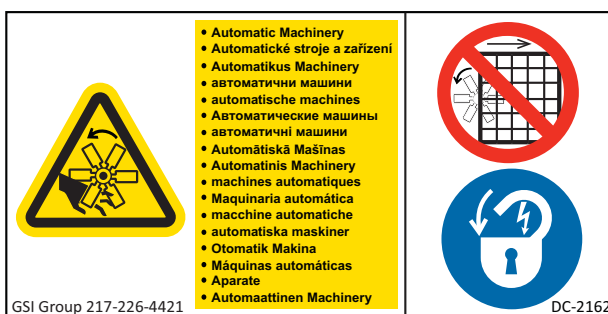 • Automatic Machinery
• Automatické stroje a zařízení
• Automatikus Machinery
• автоматични машини
• automatische machines
• Автоматические машины
• автоматичні машини
• Automātiskā Mašīnas
• Automatinis Machinery
• machines automatiques
• Maquinaria automática
• macchine automatiche
• automatiska maskiner
• Otomatik Makina
• Máquinas automáticas
• Aparate
• Automaattinen Machinery
GSI Group 217-226-4421
DC-2162